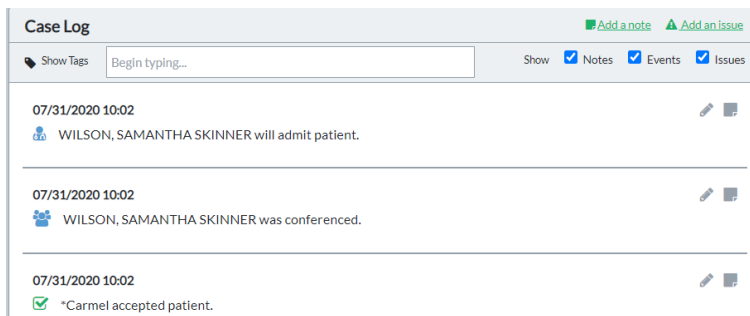 Case Log Add a note Add an issue
Show Tags Begin typing... Show Notes Events Issues
07/31/2020 10:02
WILSON, SAMANTHA SKINNER will admit patient.
07/31/2020 10:02
WILSON, SAMANTHA SKINNER was conferenced.
07/31/2020 10:02
*Carmel accepted patient.